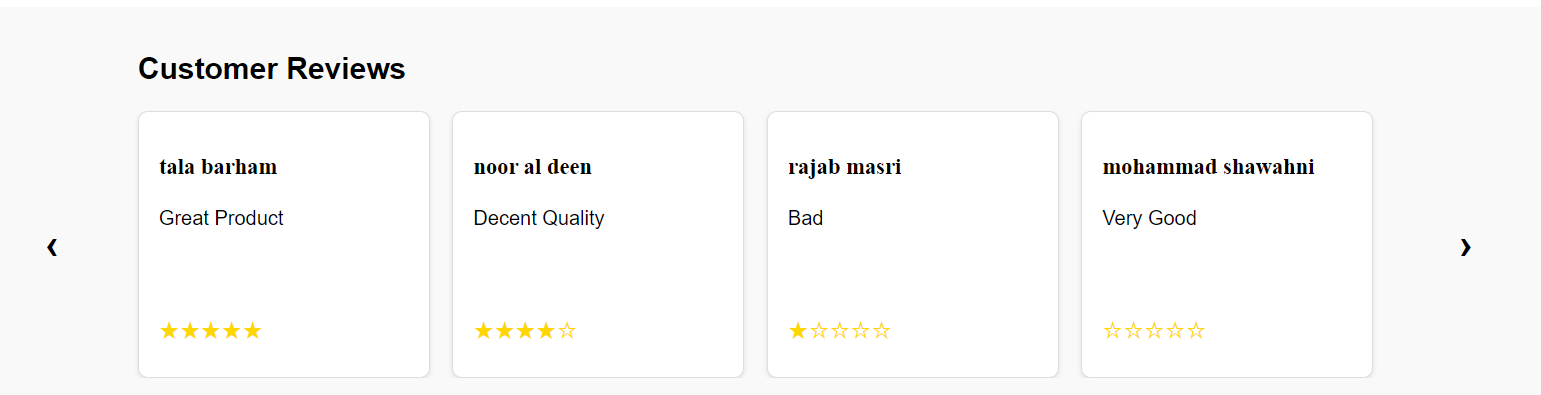 Customer Reviews
tala barham
Great Product
★★★★★
noor al deen
Decent Quality
★★★★☆
rajab masri
Bad
★☆☆☆☆
mohammad shawahni
Very Good
☆☆☆☆☆
❮
❯